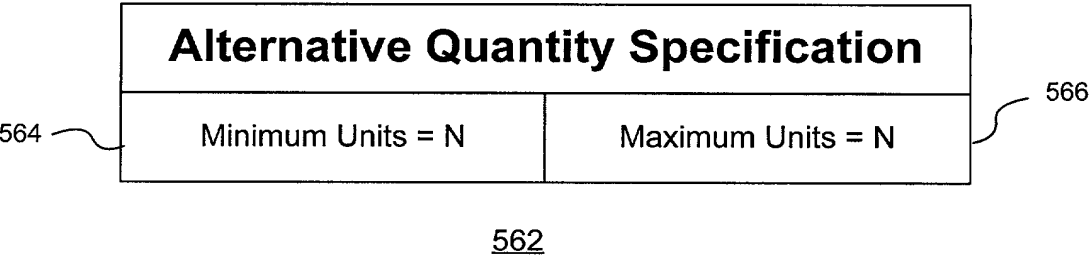 Alternative Quantity Specification
564 Minimum Units = N Maximum Units = N 566
562